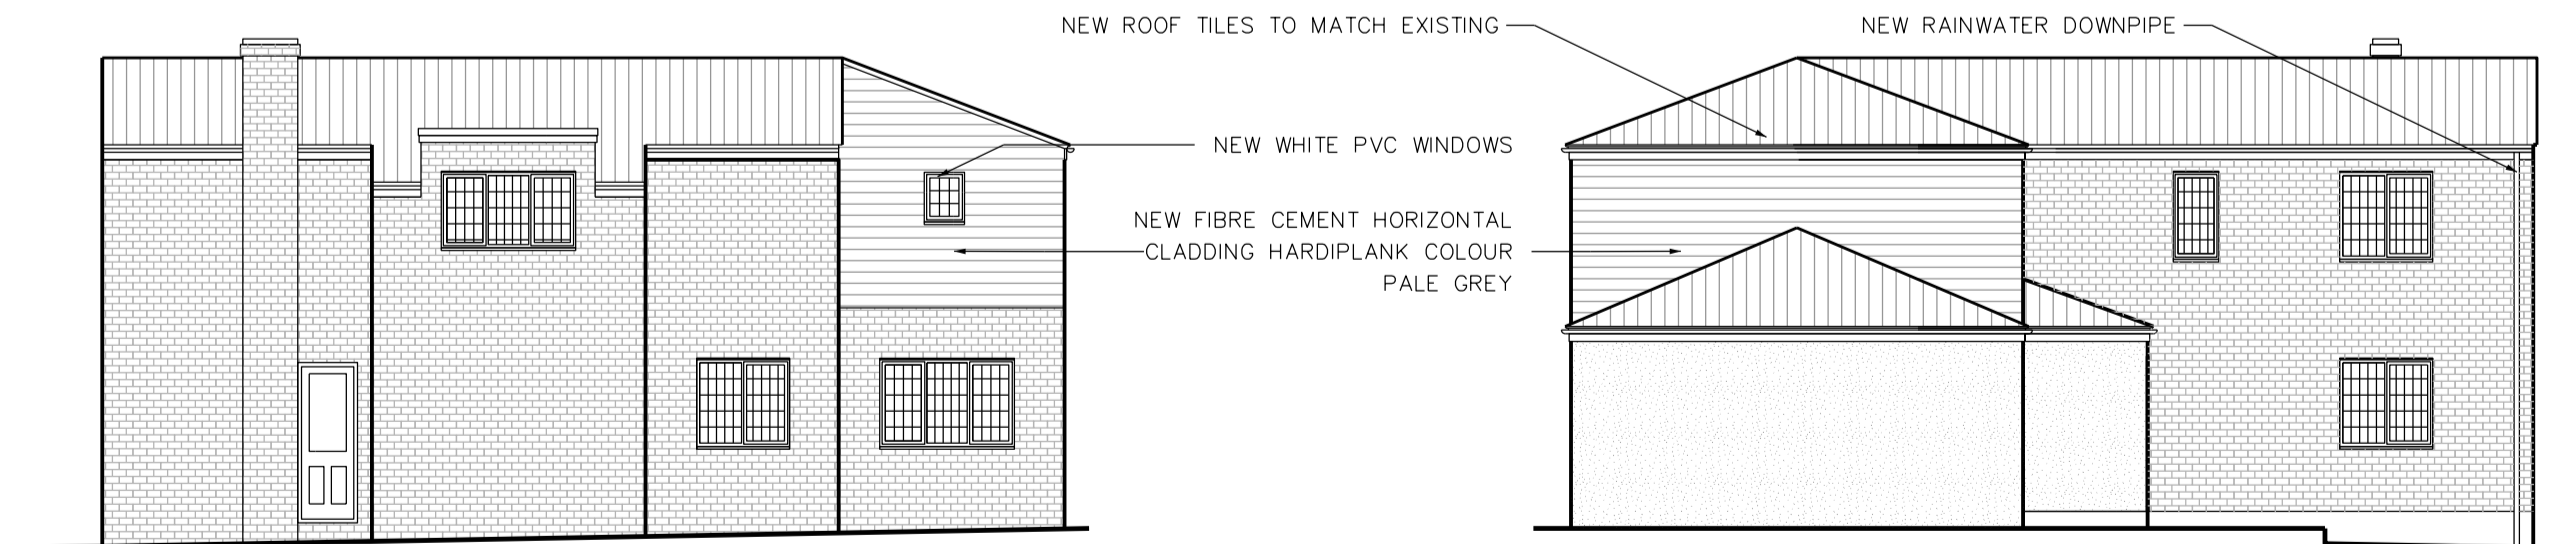 NEW ROOF TILES TO MATCH EXISTING
NEW RAINWATER DOWNPIPE
NEW WHITE PVC WINDOWS
NEW FIBRE CEMENT HORIZONTAL
CLADDING HARDIPLANK COLOUR
PALE GREY